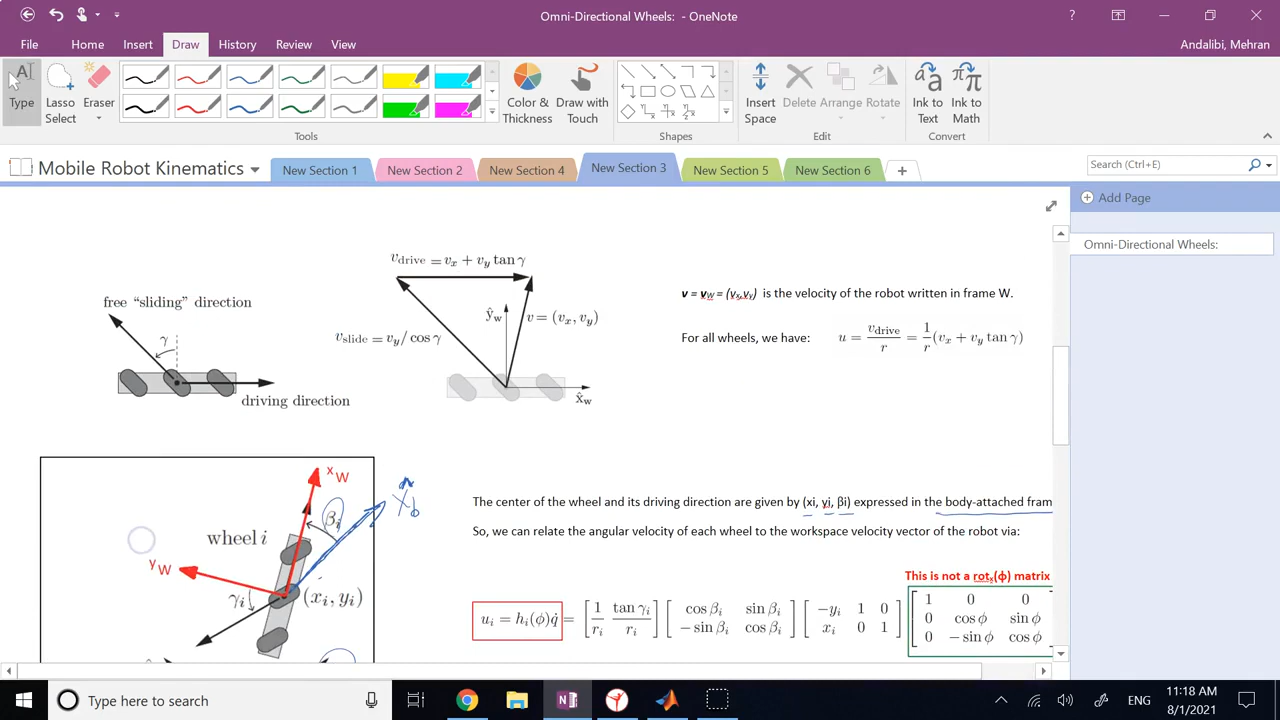 Omni-Directional Wheels: - OneNote
File Home Insert Draw History Review View
Andalibi, Mehran
Type
Lasso Select
Eraser
Color & Thickness
Draw with Touch
Insert Space
Delete Arrange Rotate
Ink to Text
Ink to Math
Tools Shapes Edit Convert
Mobile Robot Kinematics New Section 1 New Section 2 New Section 4 New Section 3 New Section 5 New Section 6
Search (Ctrl+E)
Add Page
Omni-Directional Wheels:
v_drive = v_x + v_y tan γ
free “sliding” direction
γ
driving direction
v_slide = v_y / cos γ
ŷ_w
v = (v_x, v_y)
x̂_w
v = v_W = (v_x,v_y) is the velocity of the robot written in frame W.
For all wheels, we have: u = v_drive / r = 1/r (v_x + v_y tan γ)
x_W
x̂_b
β_i
wheel i
y_W
γ_i
(x_i, y_i)
The center of the wheel and its driving direction are given by (xi, yi, βi) expressed in the body-attached fram
So, we can relate the angular velocity of each wheel to the workspace velocity vector of the robot via:
This is not a rot_x(ϕ) matrix
u_i = h_i(ϕ)q̇ = [1/r_i tan γ_i/r_i] [cos β_i sin β_i; − sin β_i cos β_i] [−y_i 1 0; x_i 0 1] [1 0 0; 0 cos ϕ sin ϕ; 0 − sin ϕ cos ϕ]
Type here to search
ENG
11:18 AM
8/1/2021